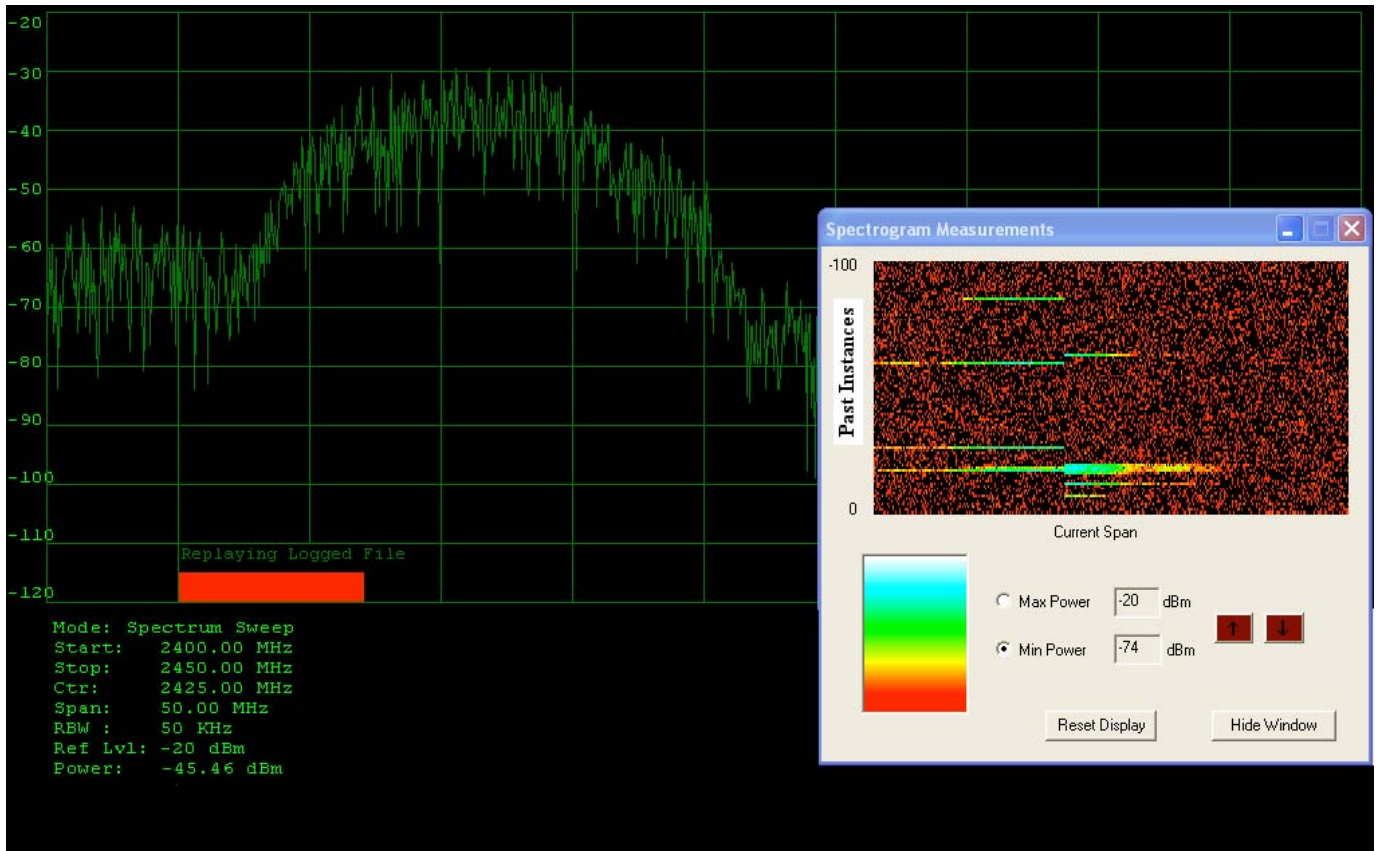 -20
-30
-40
-50
-60
-70
-80
-90
-100
-110
-120
Replaying Logged File
Mode: Spectrum Sweep
Start: 2400.00 MHz
Stop: 2450.00 MHz
Ctr: 2425.00 MHz
Span: 50.00 MHz
RBW : 50 KHz
Ref Lvl: -20 dBm
Power: -45.46 dBm
Spectrogram Measurements
-100
Past Instances
0
Current Span
Max Power -20 dBm
Min Power -74 dBm
Reset Display
Hide Window